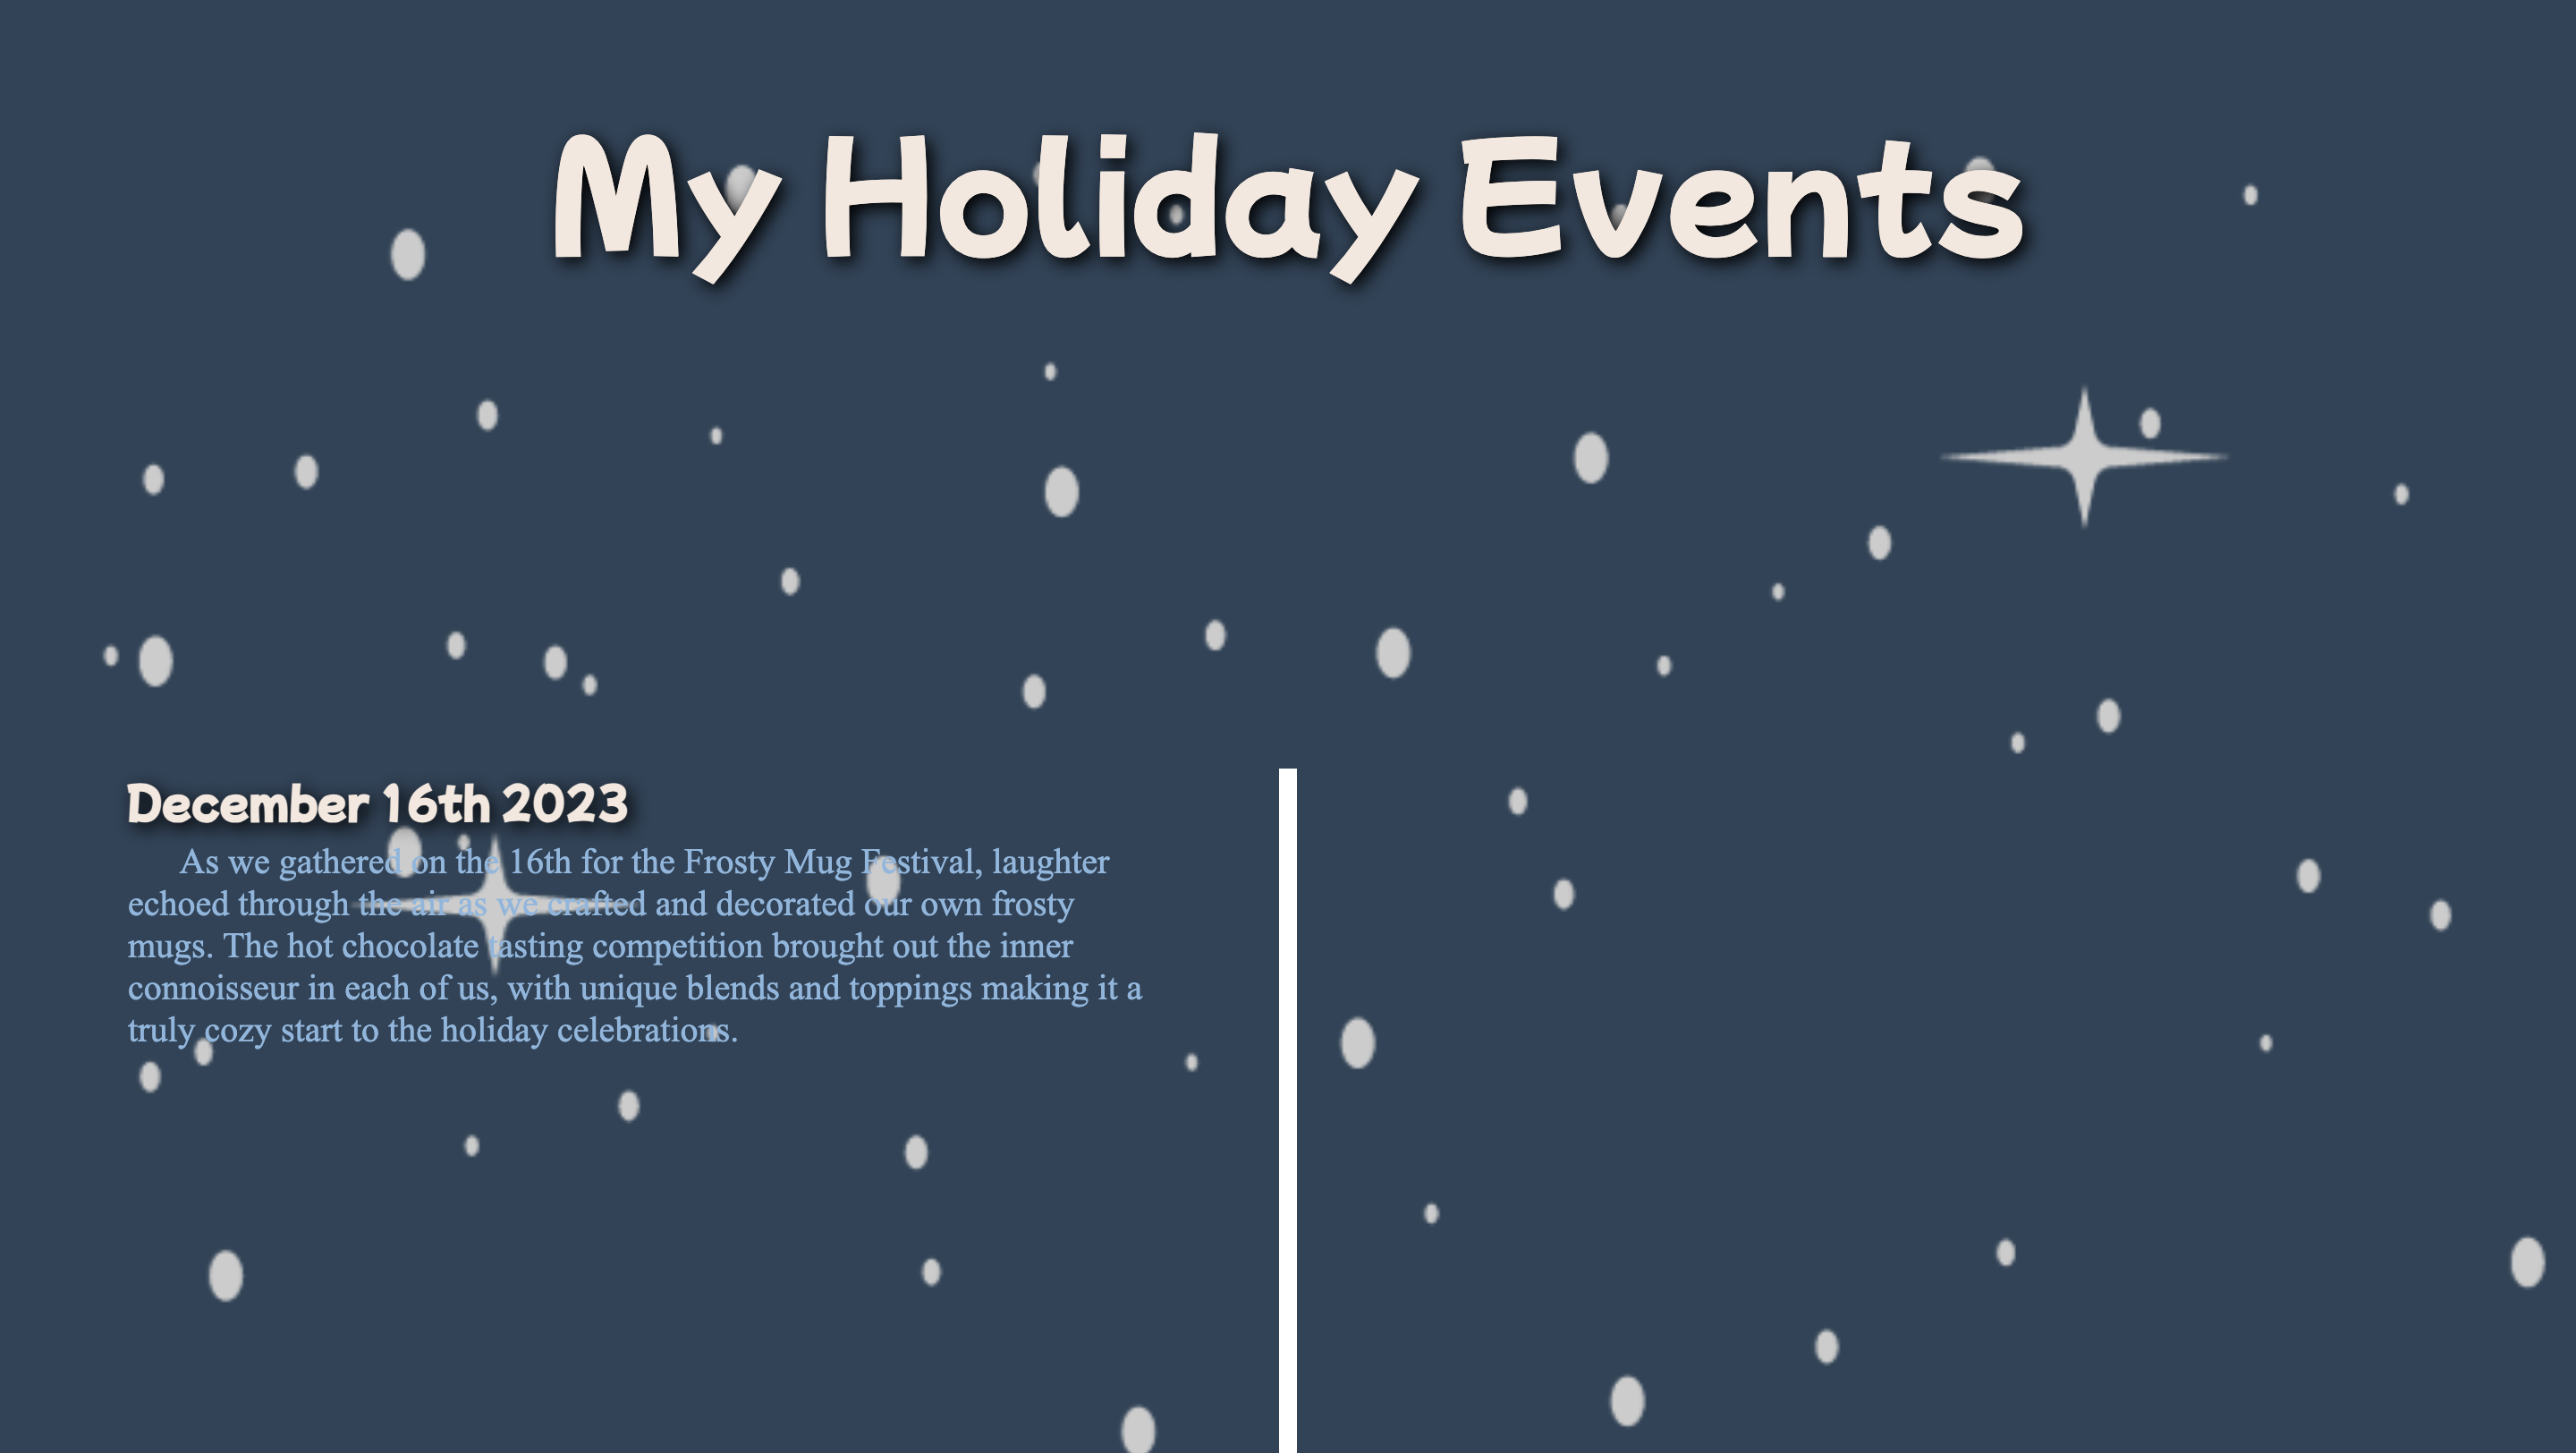 My Holiday Events
December 16th 2023
As we gathered on the 16th for the Frosty Mug Festival, laughter
echoed through the air as we crafted and decorated our own frosty
mugs. The hot chocolate tasting competition brought out the inner
connoisseur in each of us, with unique blends and toppings making it a
truly cozy start to the holiday celebrations.